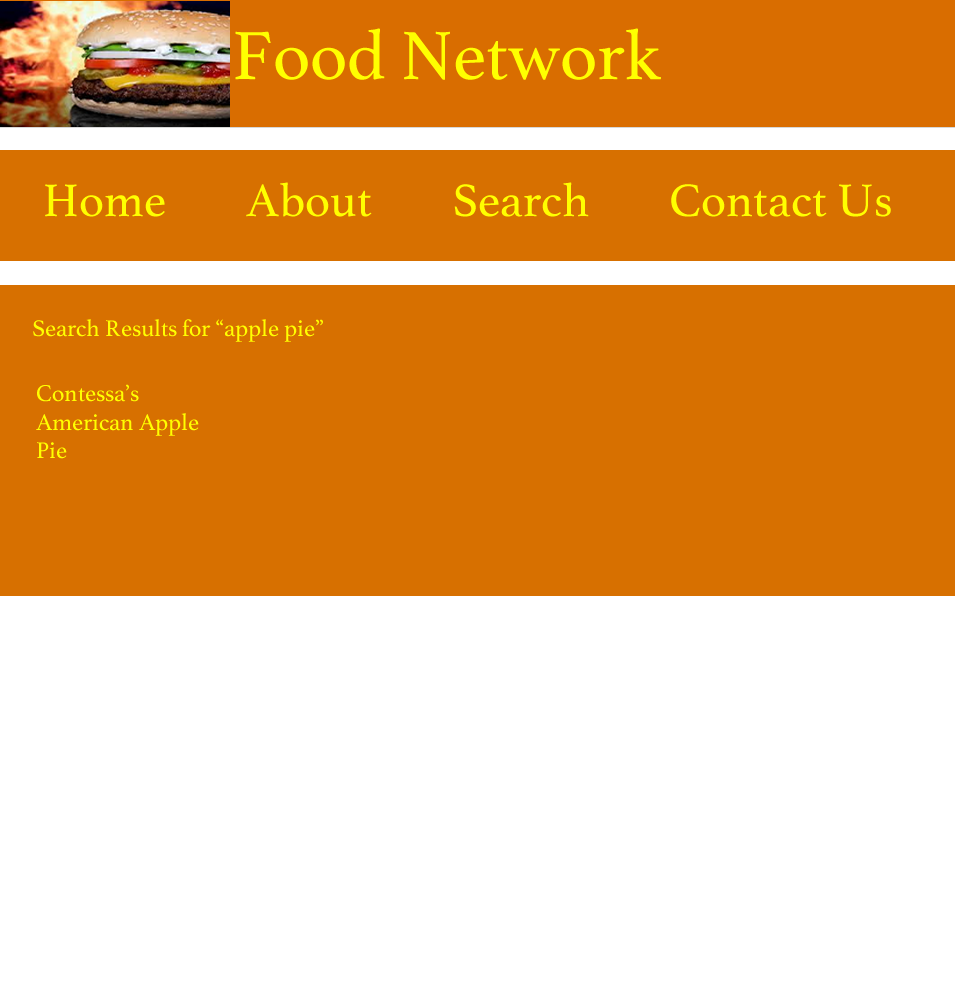 Food Network
Home About Search Contact Us
Search Results for “apple pie”
Contessa’s
American Apple
Pie